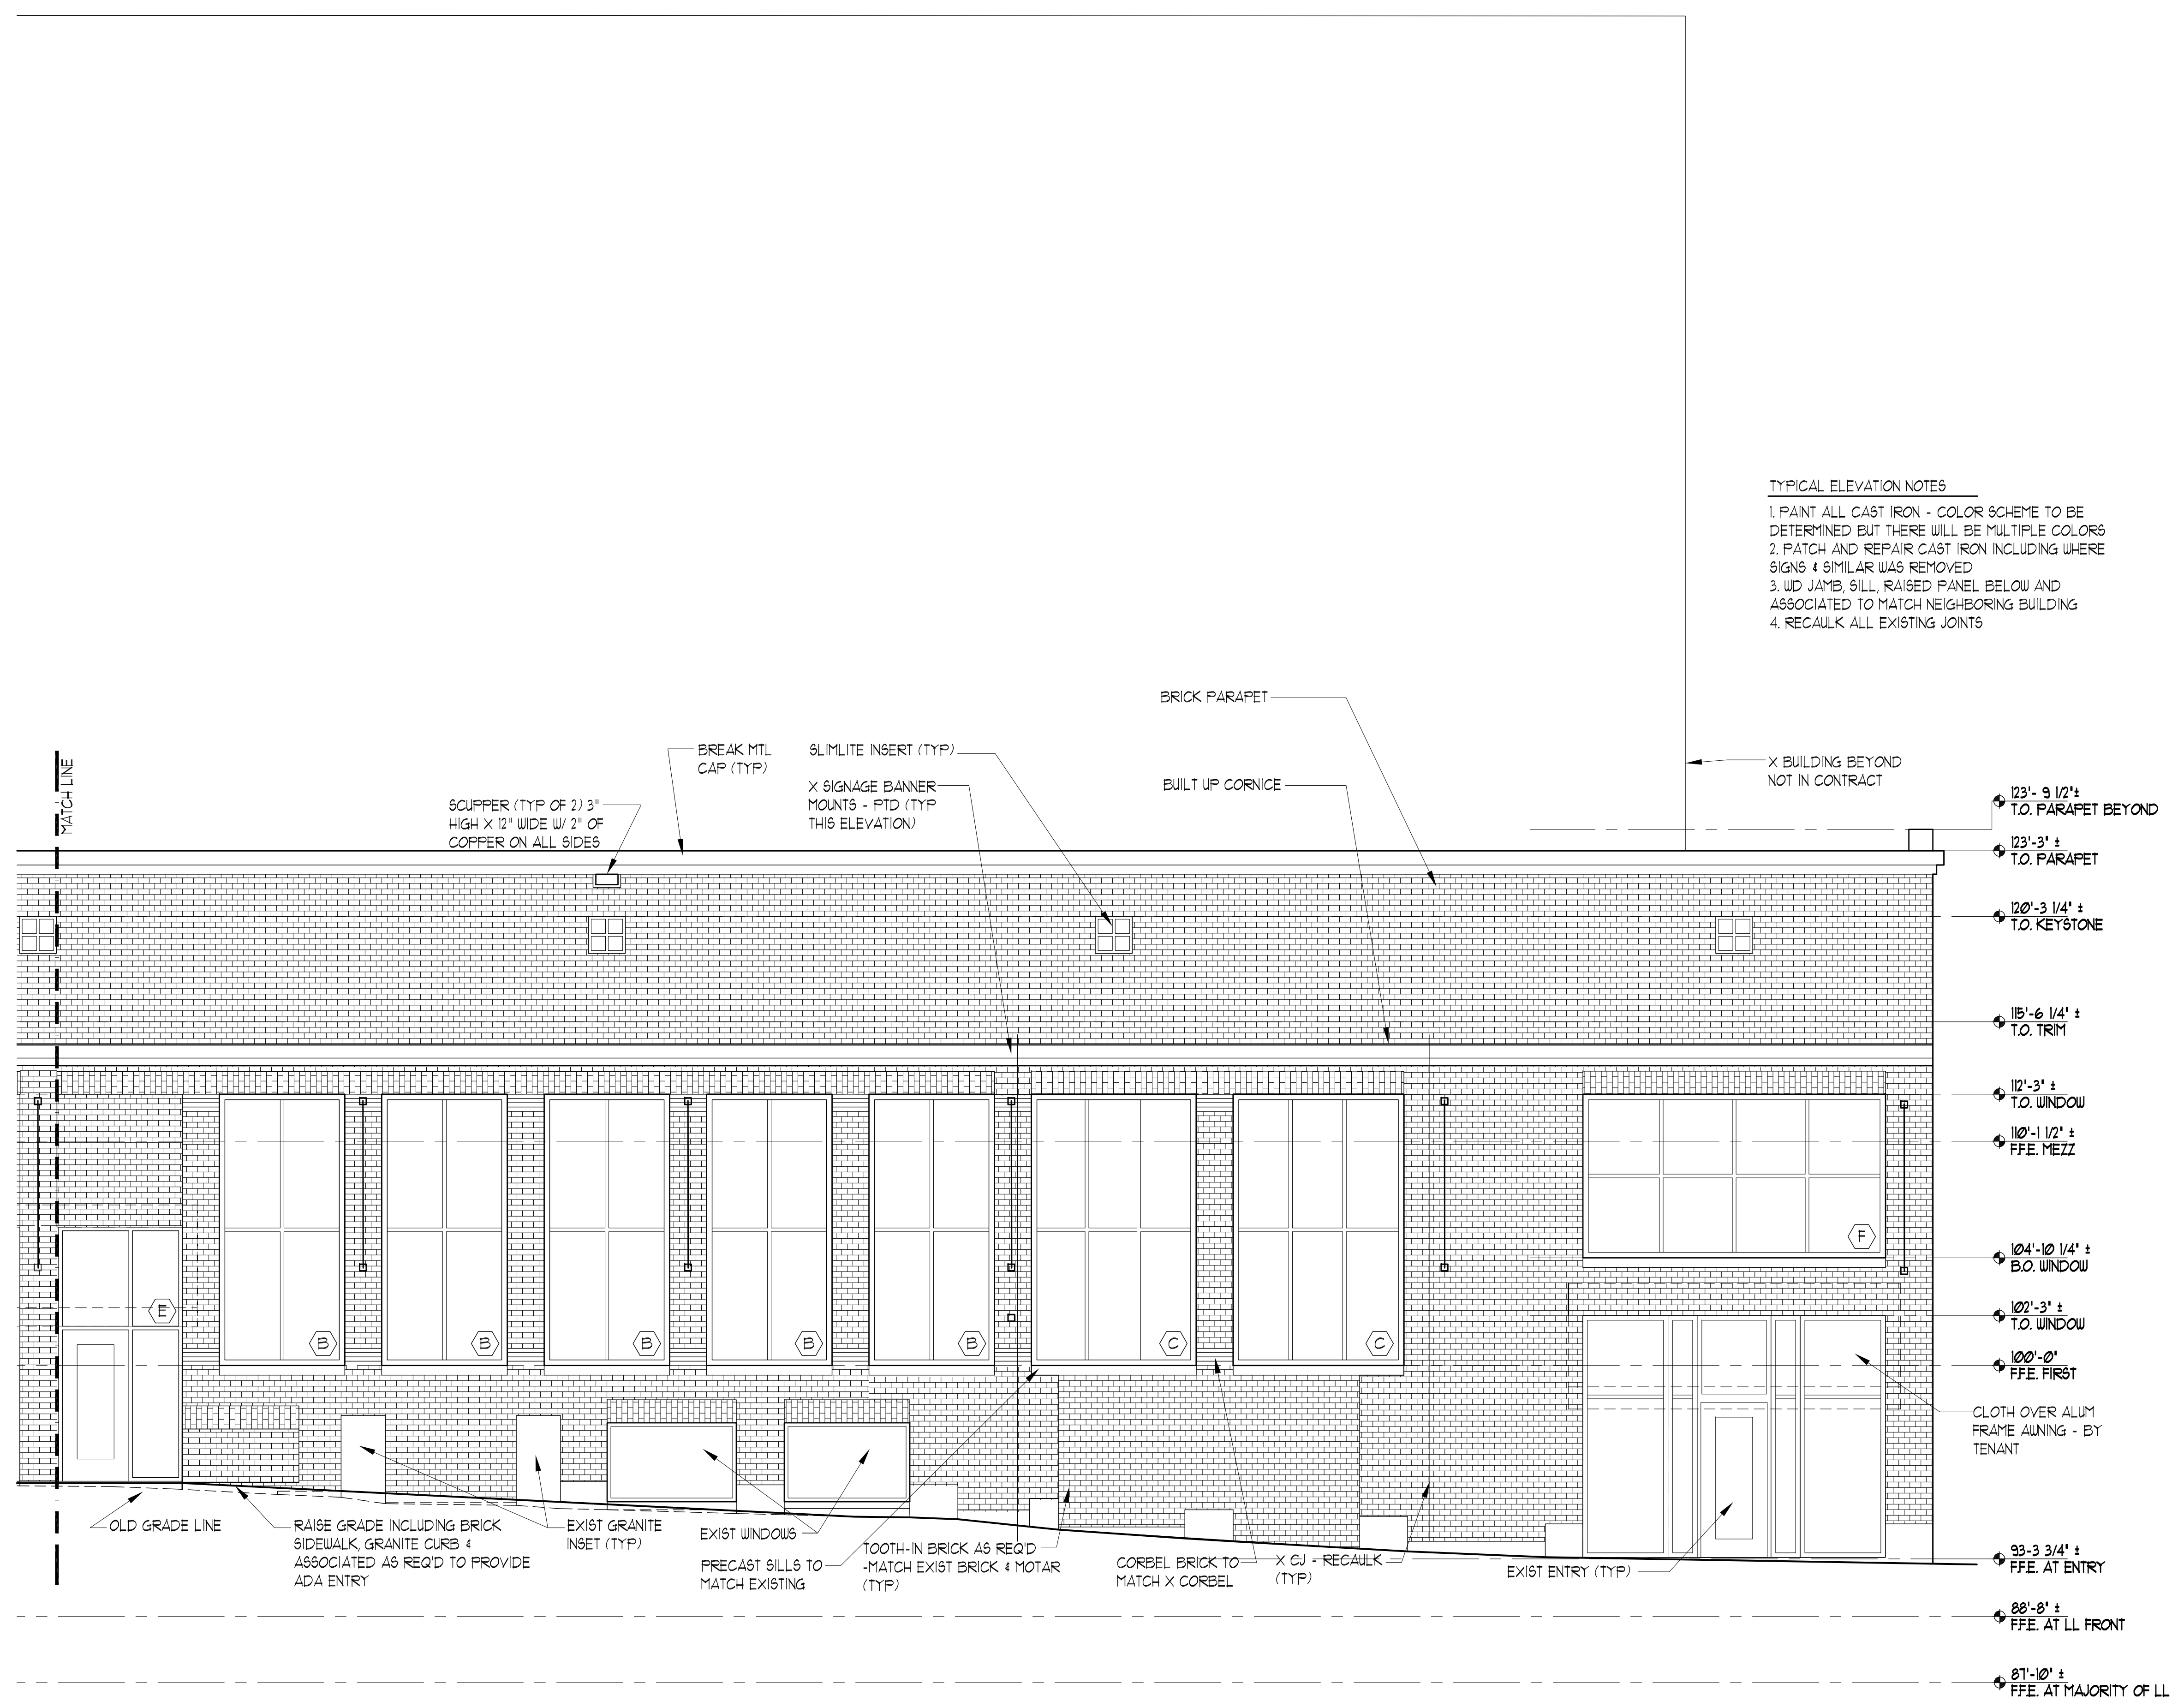 TYPICAL ELEVATION NOTES
1. PAINT ALL CAST IRON - COLOR SCHEME TO BE
DETERMINED BUT THERE WILL BE MULTIPLE COLORS
2. PATCH AND REPAIR CAST IRON INCLUDING WHERE
SIGNS & SIMILAR WAS REMOVED
3. WD JAMB, SILL, RAISED PANEL BELOW AND
ASSOCIATED TO MATCH NEIGHBORING BUILDING
4. RECAULK ALL EXISTING JOINTS
BRICK PARAPET
MATCH LINE
BREAK MTL
CAP (TYP)
SLIMLITE INSERT (TYP)
X SIGNAGE BANNER
MOUNTS - PTD (TYP
THIS ELEVATION)
BUILT UP CORNICE
X BUILDING BEYOND
NOT IN CONTRACT
SCUPPER (TYP OF 2) 3"
HIGH X 12" WIDE W/ 2" OF
COPPER ON ALL SIDES
123'- 9 1/2"±
T.O. PARAPET BEYOND
123'-3" ±
T.O. PARAPET
120'-3 1/4" ±
T.O. KEYSTONE
115'-6 1/4" ±
T.O. TRIM
112'-3" ±
T.O. WINDOW
110'-1 1/2" ±
F.F.E. MEZZ
104'-10 1/4" ±
B.O. WINDOW
102'-3" ±
T.O. WINDOW
100'-0"
F.F.E. FIRST
E
B
B
B
B
B
C
C
F
CLOTH OVER ALUM
FRAME AWNING - BY
TENANT
OLD GRADE LINE
RAISE GRADE INCLUDING BRICK
SIDEWALK, GRANITE CURB &
ASSOCIATED AS REQ'D TO PROVIDE
ADA ENTRY
EXIST GRANITE
INSET (TYP)
EXIST WINDOWS
PRECAST SILLS TO
MATCH EXISTING
TOOTH-IN BRICK AS REQ'D
-MATCH EXIST BRICK & MOTAR
(TYP)
CORBEL BRICK TO
MATCH X CORBEL
X CJ - RECAULK
(TYP)
EXIST ENTRY (TYP)
93-3 3/4" ±
F.F.E. AT ENTRY
88'-8" ±
F.F.E. AT LL FRONT
87'-10" ±
F.F.E. AT MAJORITY OF LL